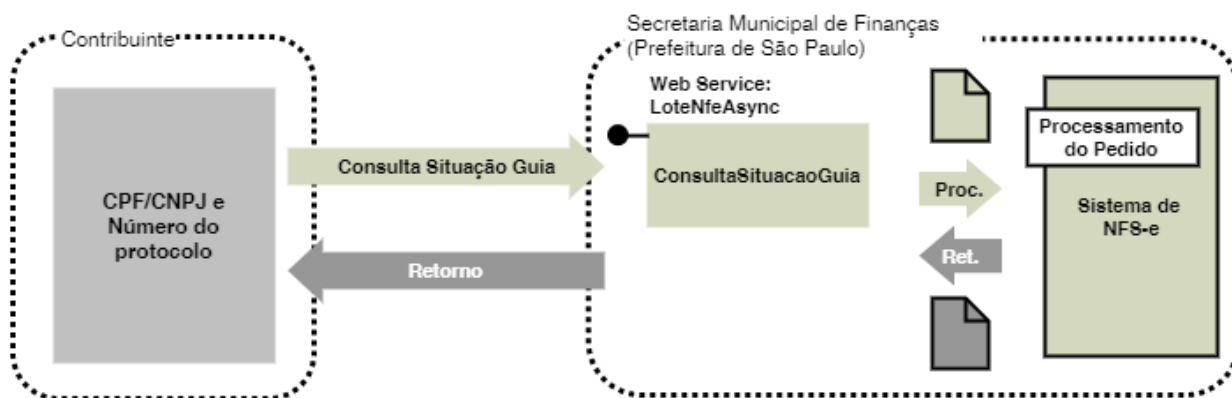 Contribuinte
Secretaria Municipal de Finanças
(Prefeitura de São Paulo)
Web Service:
LoteNfeAsync
CPF/CNPJ e
Número do
protocolo
Consulta Situação Guia
Retorno
ConsultaSituacaoGuia
Proc.
Ret.
Processamento
do Pedido
Sistema de
NFS-e